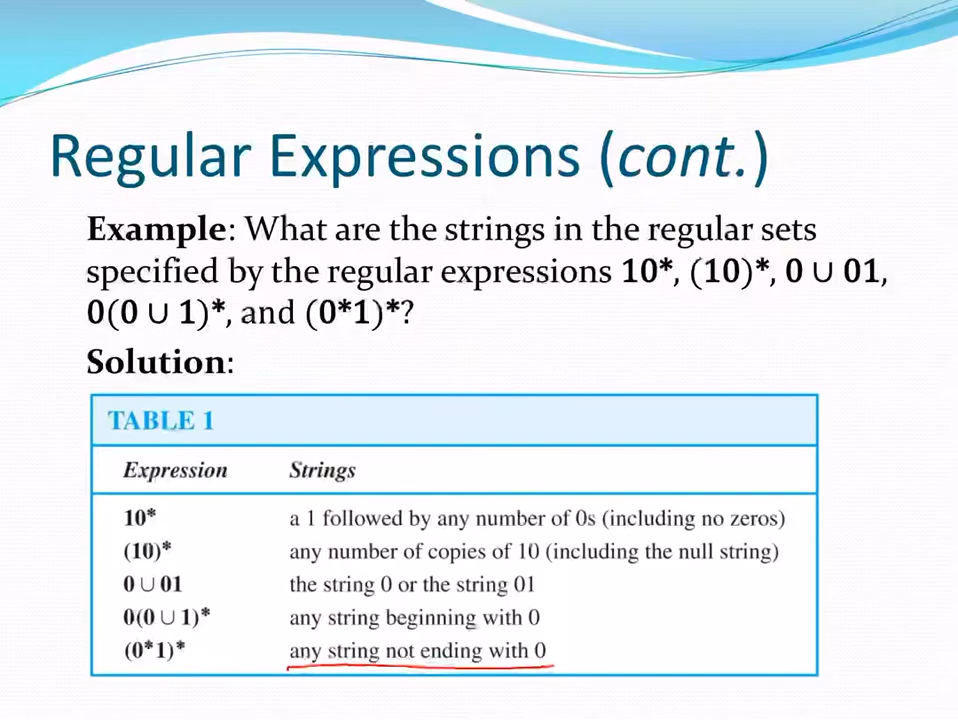 Regular Expressions (cont.)
Example: What are the strings in the regular sets
specified by the regular expressions 10*, (10)*, 0 ∪ 01,
0(0 ∪ 1)*, and (0*1)*?
Solution:
TABLE 1
Expression Strings
10* a 1 followed by any number of 0s (including no zeros)
(10)* any number of copies of 10 (including the null string)
0 ∪ 01 the string 0 or the string 01
0(0 ∪ 1)* any string beginning with 0
(0*1)* any string not ending with 0